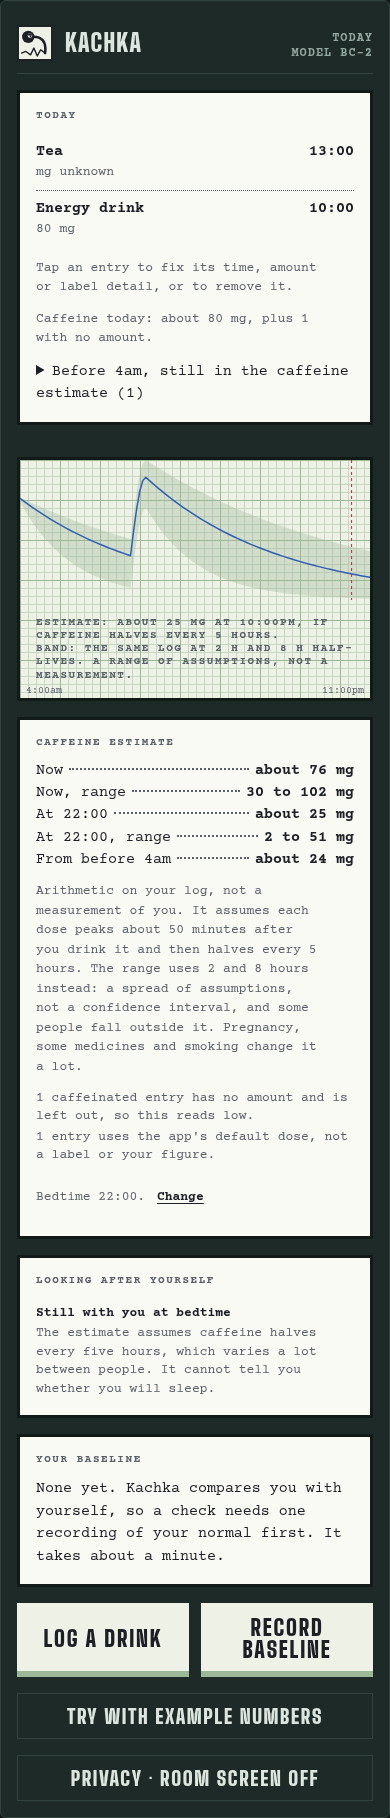 KACHKA
TODAY
MODEL BC-2
TODAY
Tea 13:00
mg unknown
Energy drink 10:00
80 mg
Tap an entry to fix its time, amount
or label detail, or to remove it.
Caffeine today: about 80 mg, plus 1
with no amount.
Before 4am, still in the caffeine
estimate (1)
ESTIMATE: ABOUT 25 MG AT 10:00PM, IF
CAFFEINE HALVES EVERY 5 HOURS.
BAND: THE SAME LOG AT 2 H AND 8 H HALF-
LIVES. A RANGE OF ASSUMPTIONS, NOT A
MEASUREMENT.
4:00am 11:00pm
CAFFEINE ESTIMATE
Now about 76 mg
Now, range 30 to 102 mg
At 22:00 about 25 mg
At 22:00, range 2 to 51 mg
From before 4am about 24 mg
Arithmetic on your log, not a
measurement of you. It assumes each
dose peaks about 50 minutes after
you drink it and then halves every 5
hours. The range uses 2 and 8 hours
instead: a spread of assumptions,
not a confidence interval, and some
people fall outside it. Pregnancy,
some medicines and smoking change it
a lot.
1 caffeinated entry has no amount and is
left out, so this reads low.
1 entry uses the app's default dose, not
a label or your figure.
Bedtime 22:00. Change
LOOKING AFTER YOURSELF
Still with you at bedtime
The estimate assumes caffeine halves
every five hours, which varies a lot
between people. It cannot tell you
whether you will sleep.
YOUR BASELINE
None yet. Kachka compares you with
yourself, so a check needs one
recording of your normal first. It
takes about a minute.
LOG A DRINK
RECORD
BASELINE
TRY WITH EXAMPLE NUMBERS
PRIVACY · ROOM SCREEN OFF